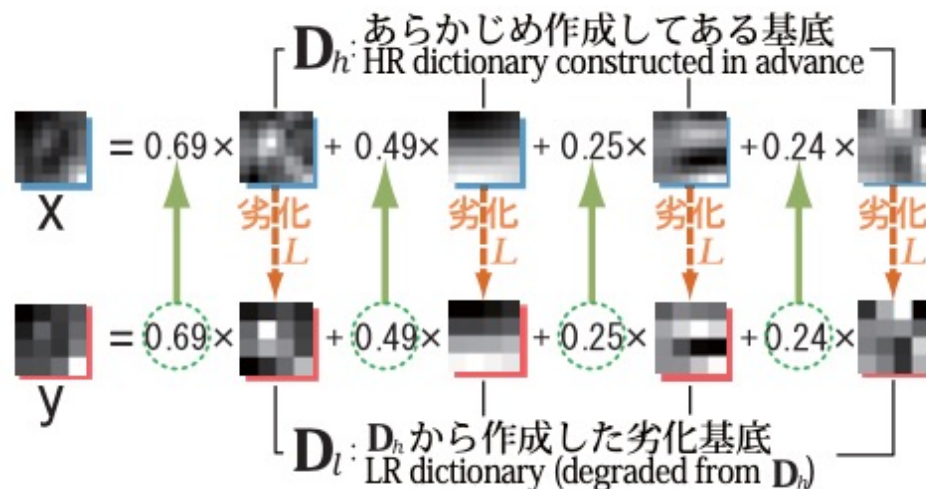 Dh: あらかじめ作成してある基底
HR dictionary constructed in advance
= 0.69× + 0.49× + 0.25× +0.24 ×
x
劣化 劣化 劣化 劣化
L L L L
= 0.69× + 0.49× + 0.25× + 0.24×
y
Dl: Dhから作成した劣化基底
LR dictionary (degraded from Dh)